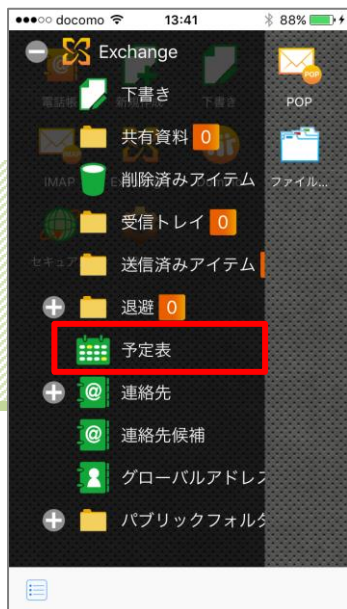 docomo 13:41 88%
Exchange
下書き
POP
POP
共有資料 0
削除済みアイテム
ファイル...
受信トレイ 0
送信済みアイテム
退避 0
予定表
連絡先
連絡先候補
グローバルアドレス
パブリックフォルダ
電話帳
下書き
IMAP
セキュア